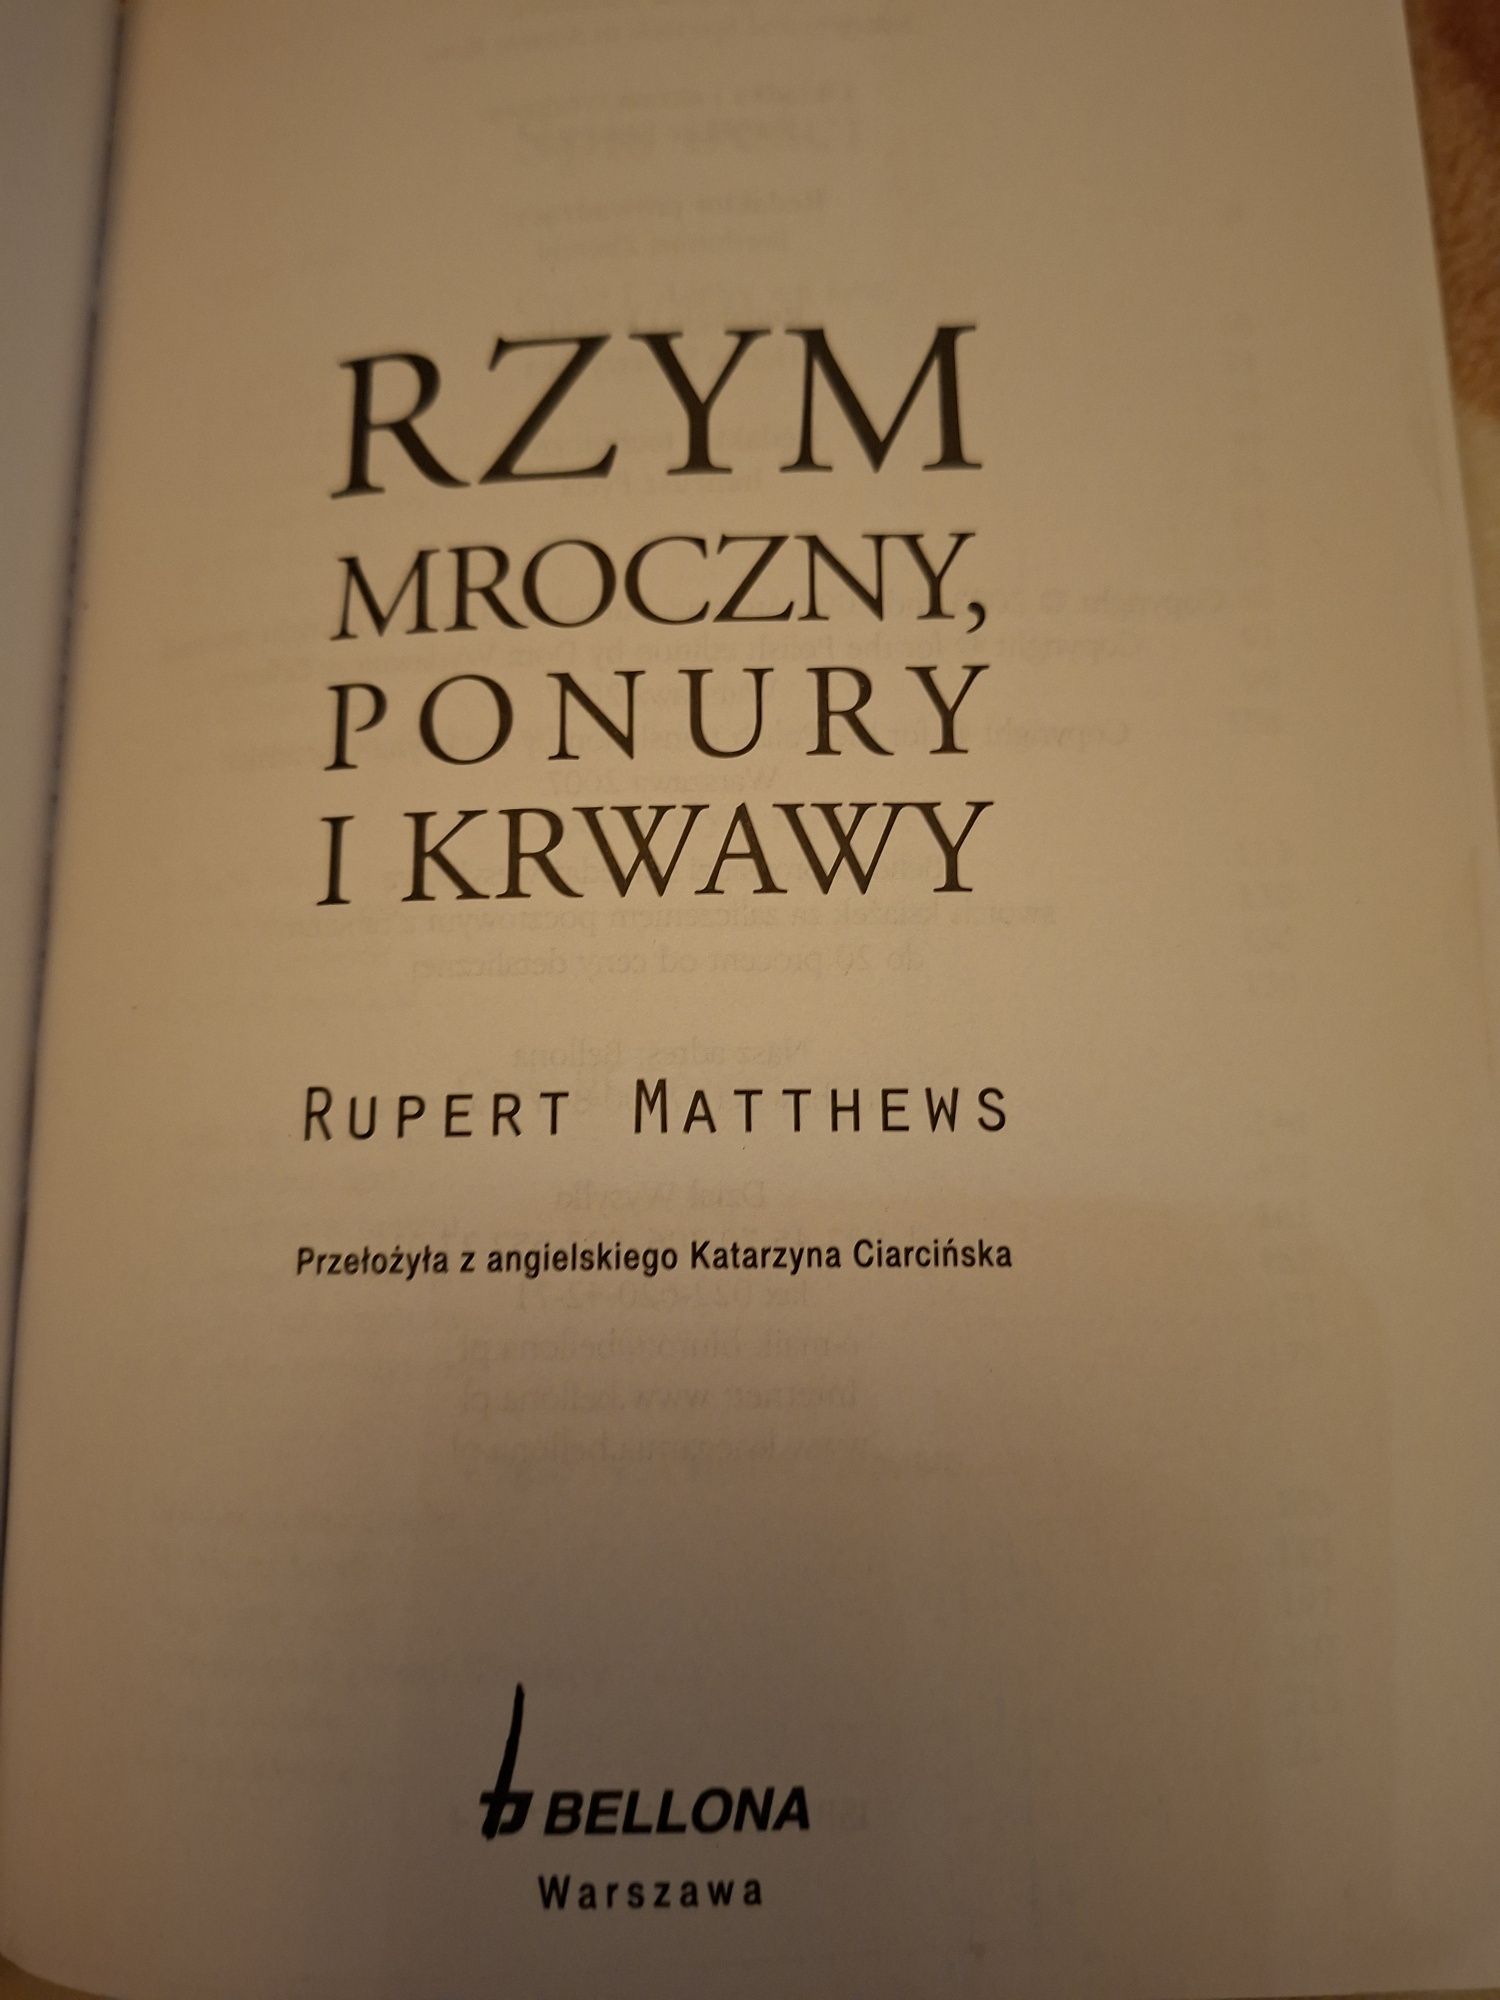 RZYM
MROCZNY,
PONURY
I KRWAWY
RUPERT MATTHEWS
Przełożyła z angielskiego Katarzyna Ciarcińska
BELLONA
Warszawa